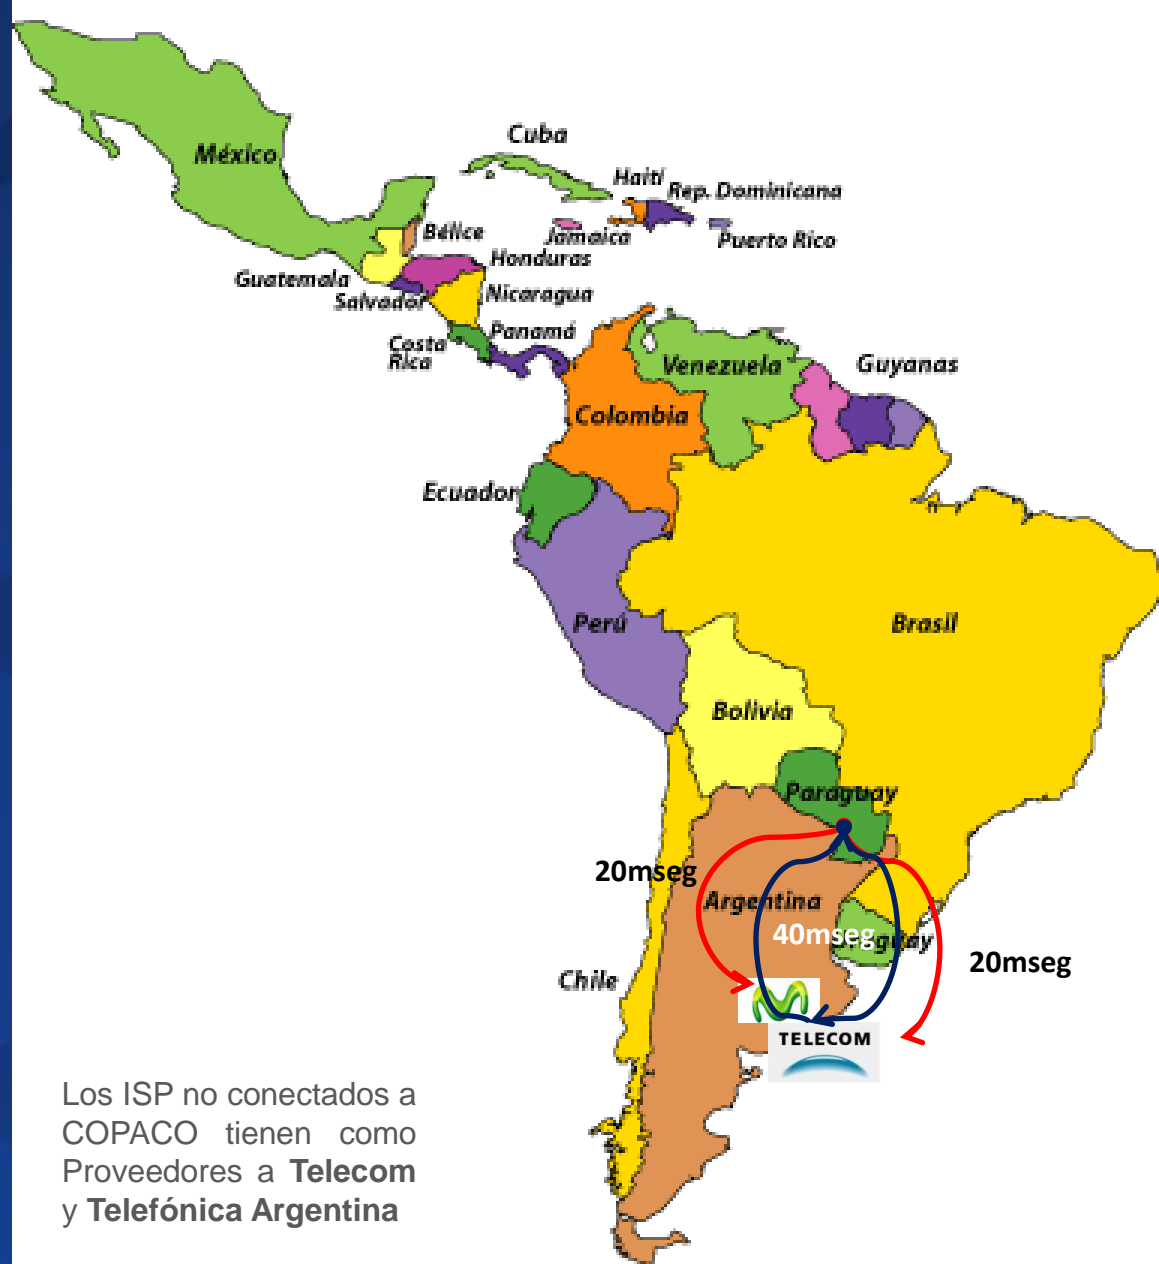 México
Cuba
Haití
Rep. Dominicana
Jamaica
Puerto Rico
Bélice
Honduras
Guatemala
Salvador
Nicaragua
Costa
Rica
Panamá
Venezuela
Guyanas
Colombia
Ecuador
Perú
Brasil
Bolivia
Paraguay
20mseg
Argentina
40mseg
Uruguay
20mseg
Chile
TELECOM
Los ISP no conectados a
COPACO tienen como
Proveedores a Telecom
y Telefónica Argentina